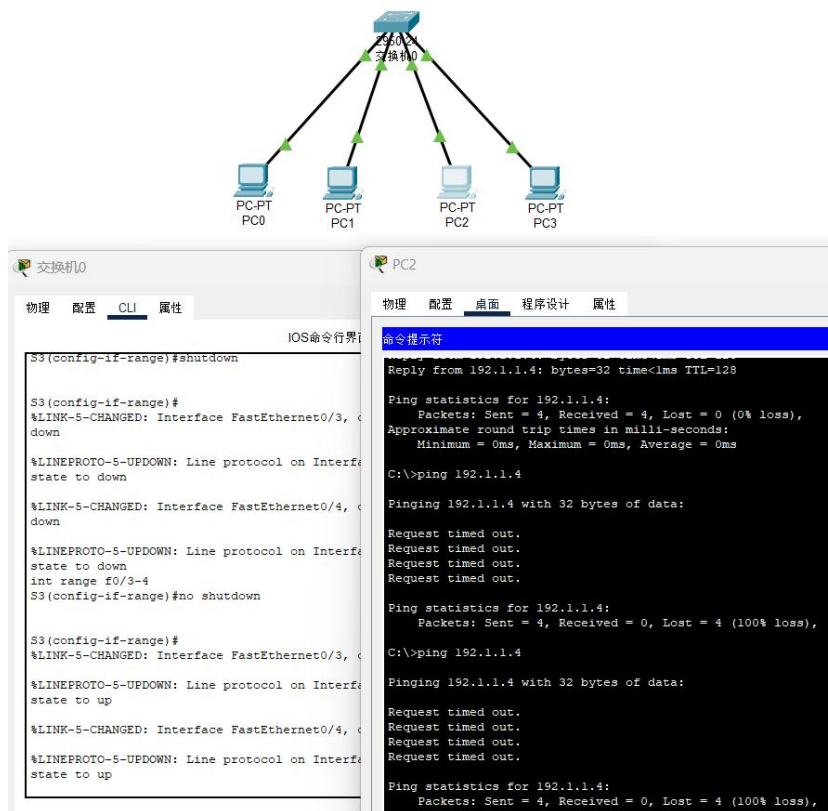 2950-24
交换机0
PC-PT
PC0
PC-PT
PC1
PC-PT
PC2
PC-PT
PC3
交换机0
物理 配置 CLI 属性
IOS命令行界面
S3(config-if-range)#shutdown
S3(config-if-range)#
%LINK-5-CHANGED: Interface FastEthernet0/3,
down
%LINEPROTO-5-UPDOWN: Line protocol on
state to down
%LINK-5-CHANGED: Interface FastEthernet0/4,
down
%LINEPROTO-5-UPDOWN: Line protocol on
state to down
int range f0/3-4
S3(config-if-range)#no shutdown
S3(config-if-range)#
%LINK-5-CHANGED: Interface FastEthernet0/3,
%LINEPROTO-5-UPDOWN: Line protocol on
state to up
%LINK-5-CHANGED: Interface FastEthernet0/4,
%LINEPROTO-5-UPDOWN: Line protocol on
state to up
PC2
物理 配置 桌面 程序设计 属性
命令提示符
Reply from 192.1.1.4: bytes=32 time<1ms TTL=128
Ping statistics for 192.1.1.4:
Packets: Sent = 4, Received = 4, Lost = 0 (0% loss),
Approximate round trip times in milli-seconds:
Minimum = 0ms, Maximum = 0ms, Average = 0ms
C:\>ping 192.1.1.4
Pinging 192.1.1.4 with 32 bytes of data:
Request timed out.
Request timed out.
Request timed out.
Request timed out.
Ping statistics for 192.1.1.4:
Packets: Sent = 4, Received = 0, Lost = 4 (100% loss),
C:\>ping 192.1.1.4
Pinging 192.1.1.4 with 32 bytes of data:
Request timed out.
Request timed out.
Request timed out.
Request timed out.
Ping statistics for 192.1.1.4:
Packets: Sent = 4, Received = 0, Lost = 4 (100% loss),